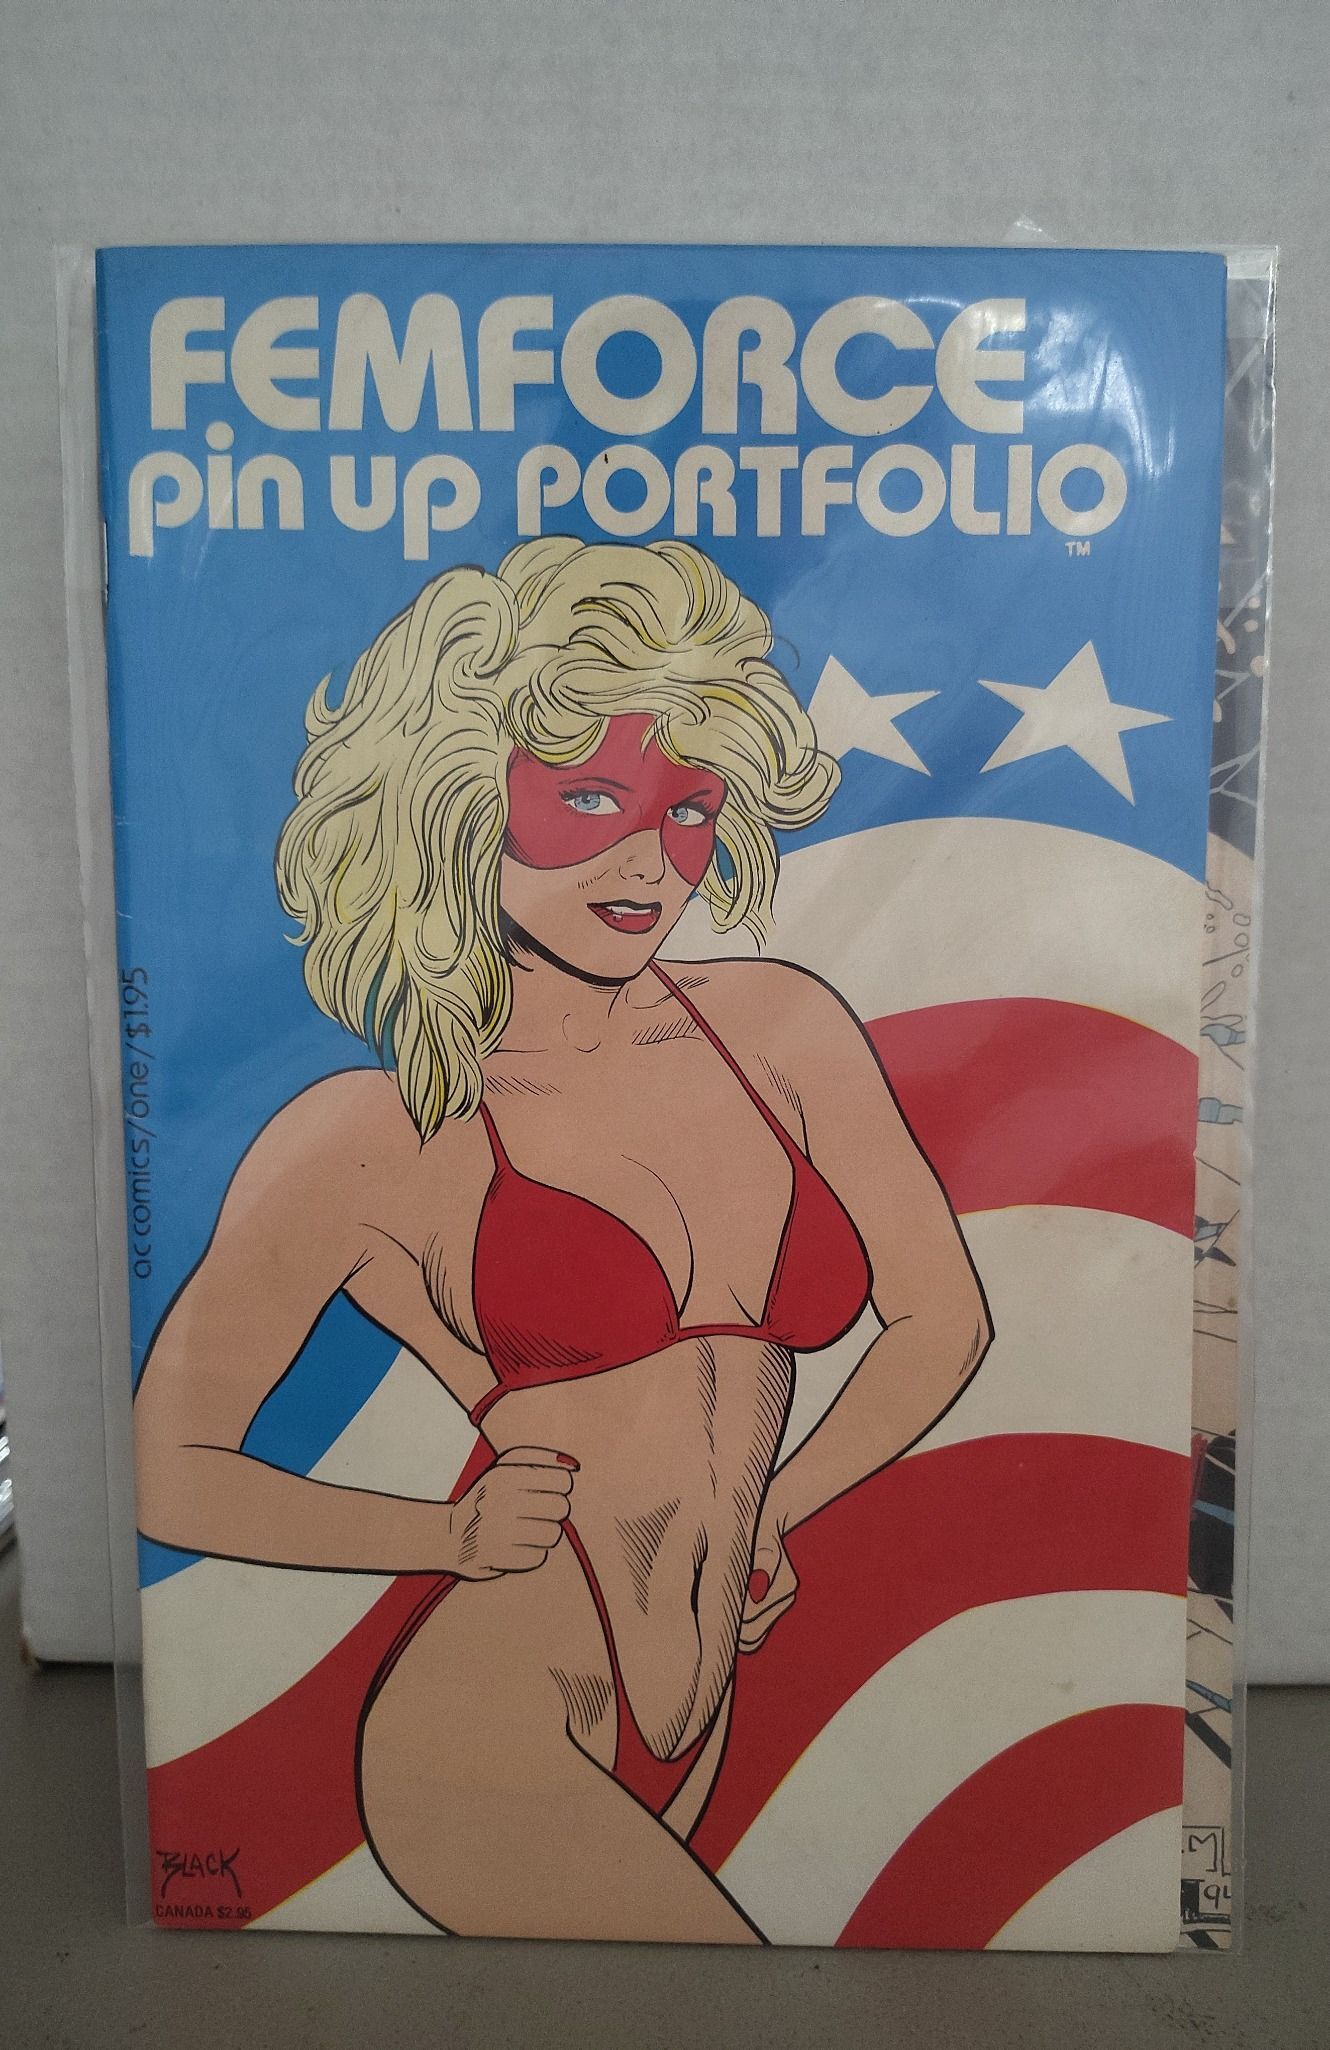 FEMFORCE
pin up PORTFOLIO
TM
ac comics/one/$1.95
BLACK
CANADA $2.95